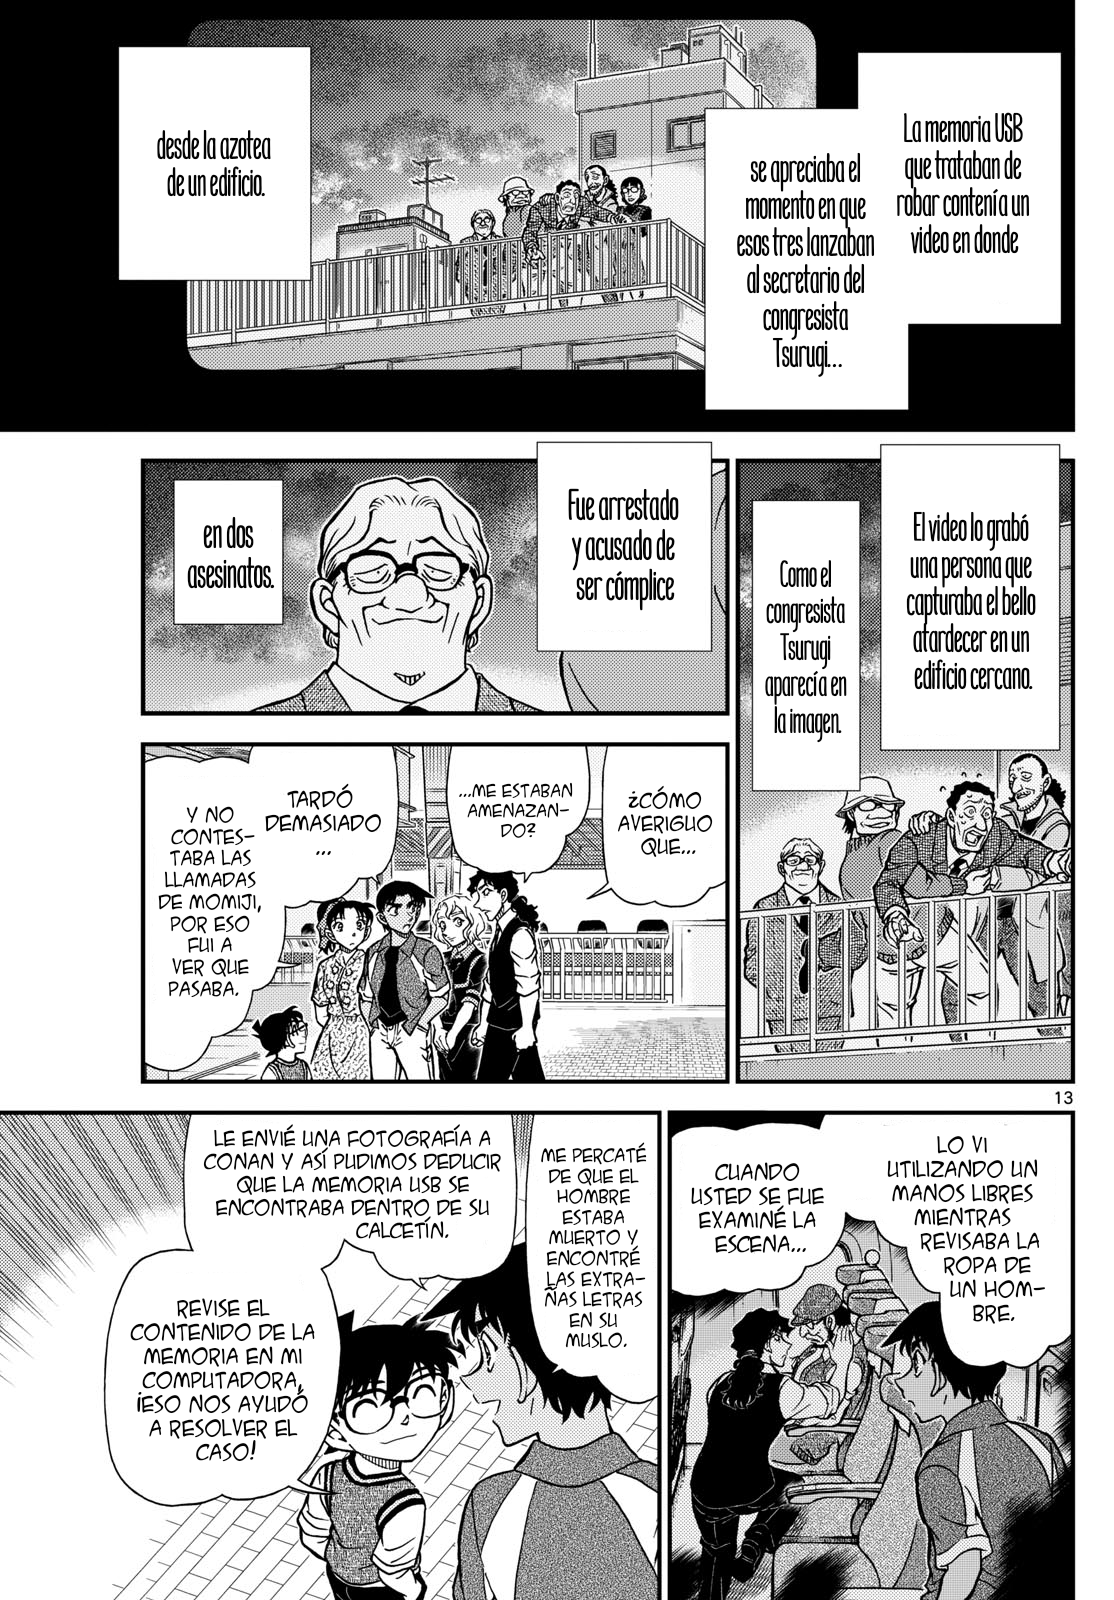 La memoria USB
que trataban de
robar contenía un
video en donde
se apreciaba el
momento en que
esos tres lanzaban
al secretario del
congresista
Tsurugi...
desde la azotea
de un edificio.
El video lo grabó
una persona que
capturaba el bello
atardecer en un
edificio cercano.
Como el
congresista
Tsurugi
aparecía en
la imagen.
Fue arrestado
y acusado de
ser cómplice
en dos
asesinatos.
¿CÓMO
AVERIGUO
QUE...
...ME ESTABAN
AMENAZAN-
DO?
TARDÓ
DEMASIADO
...
Y NO
CONTES-
TABA LAS
LLAMADAS
DE MOMIJI,
POR ESO
FUI A
VER QUE
PASABA.
13
LO VI
UTILIZANDO UN
MANOS LIBRES
MIENTRAS
REVISABA LA
ROPA DE
UN HOM-
BRE.
CUANDO
USTED SE FUE
EXAMINÉ LA
ESCENA...
ME PERCATÉ
DE QUE EL
HOMBRE
ESTABA
MUERTO Y
ENCONTRÉ
LAS EXTRA-
ÑAS LETRAS
EN SU
MUSLO.
LE ENVIÉ UNA FOTOGRAFÍA A
CONAN Y ASÍ PUDIMOS DEDUCIR
QUE LA MEMORIA USB SE
ENCONTRABA DENTRO DE SU
CALCETÍN.
REVISE EL
CONTENIDO DE LA
MEMORIA EN MI
COMPUTADORA,
¡ESO NOS AYUDÓ
A RESOLVER EL
CASO!